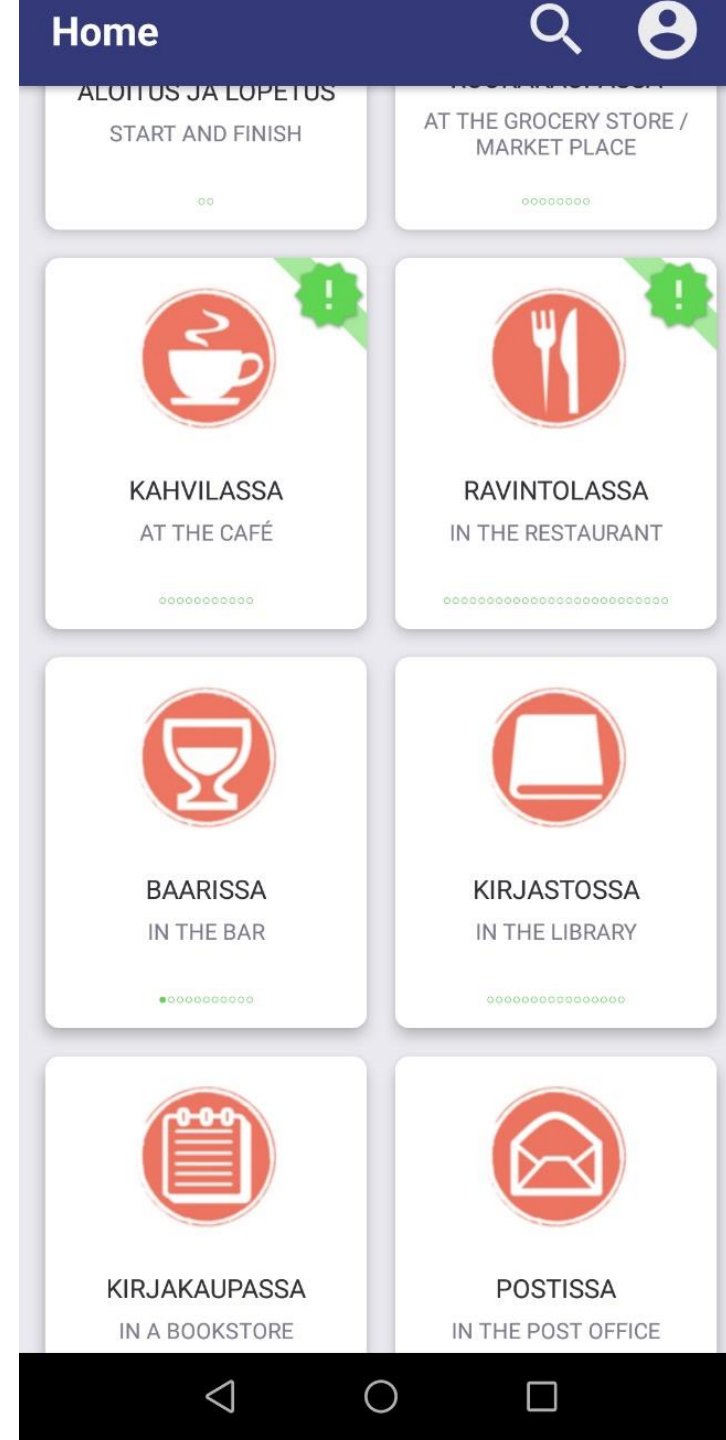 Home
ALOITUS JA LOPETUS
START AND FINISH
AT THE GROCERY STORE /
MARKET PLACE
KAHVILASSA
AT THE CAFÉ
RAVINTOLASSA
IN THE RESTAURANT
BAARISSA
IN THE BAR
KIRJASTOSSA
IN THE LIBRARY
KIRJAKAUPASSA
IN A BOOKSTORE
POSTISSA
IN THE POST OFFICE